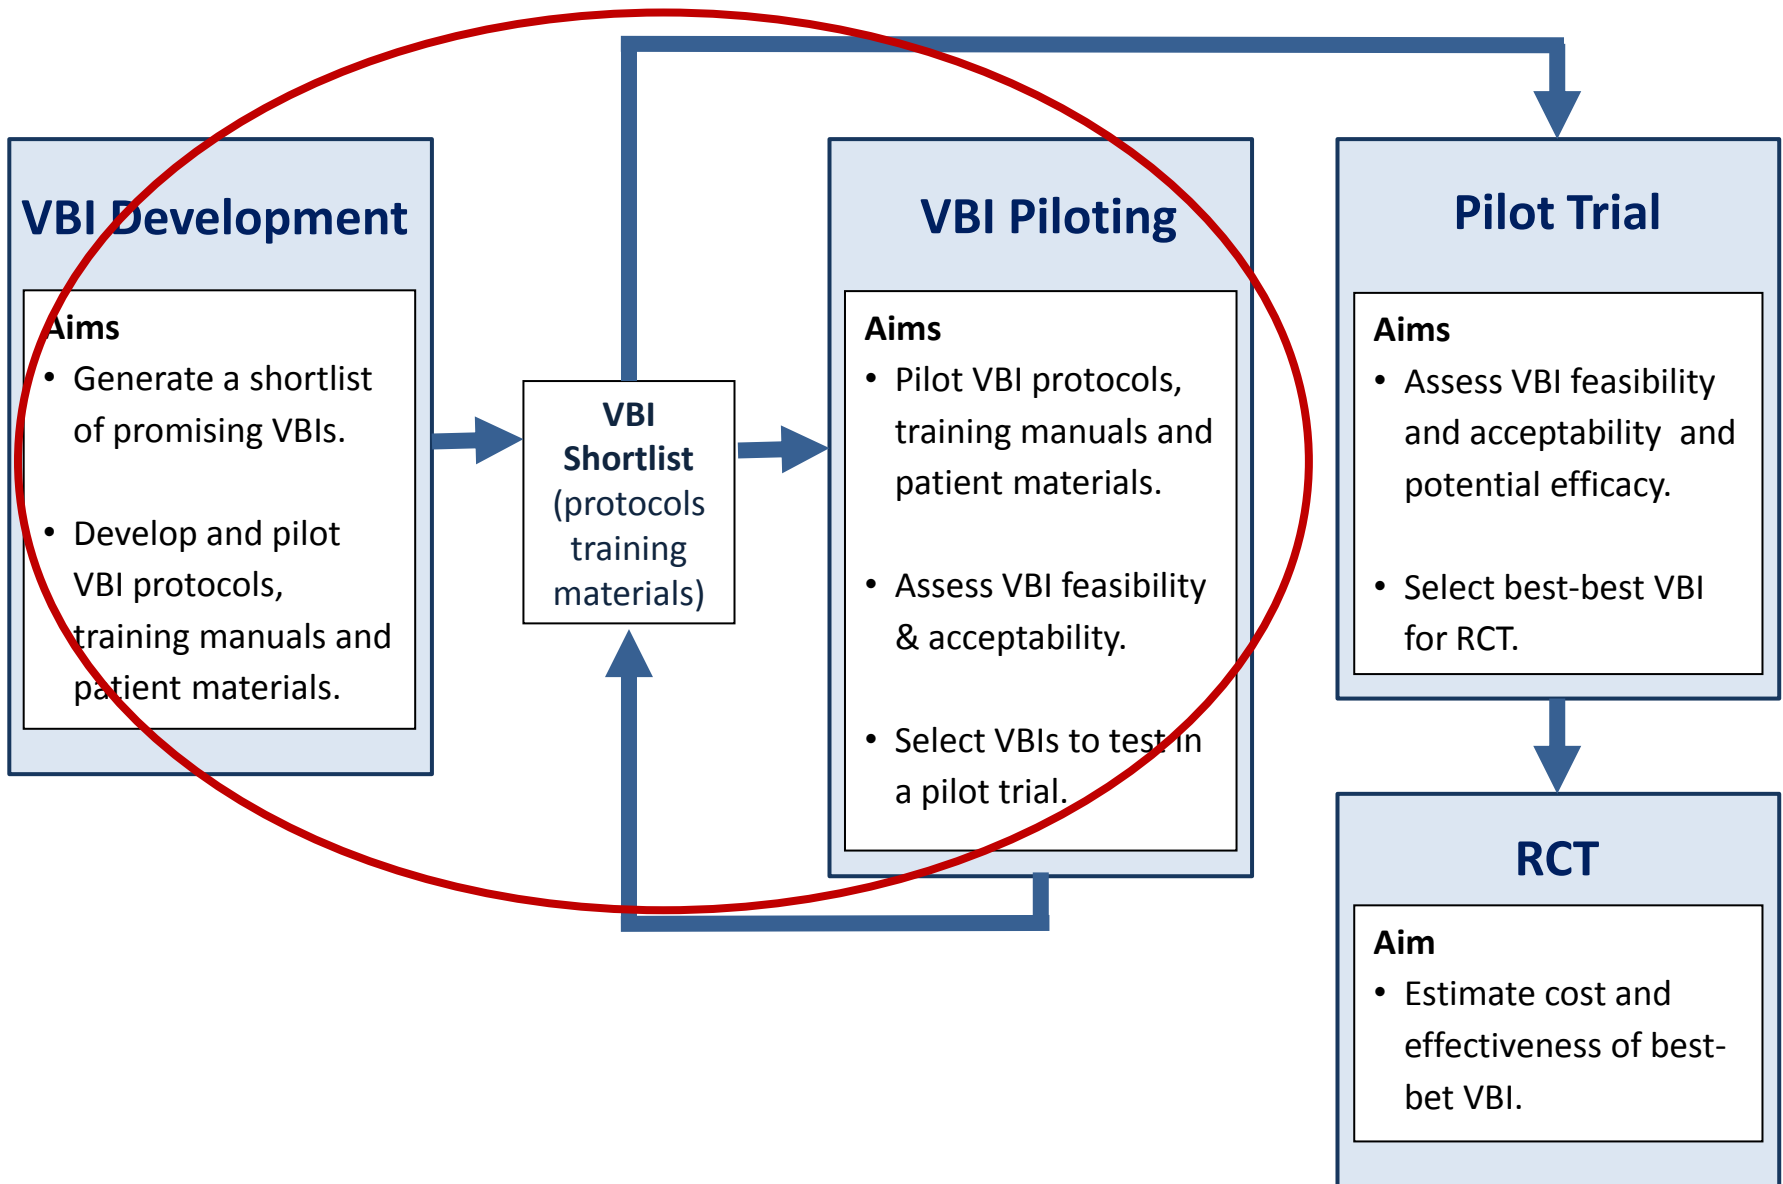 VBI Development
Aims
• Generate a shortlist
of promising VBIs.
• Develop and pilot
VBI protocols,
training manuals and
patient materials.
VBI
Shortlist
(protocols
training
materials)
VBI Piloting
Aims
• Pilot VBI protocols,
training manuals and
patient materials.
• Assess VBI feasibility
& acceptability.
• Select VBIs to test in
a pilot trial.
Pilot Trial
Aims
• Assess VBI feasibility
and acceptability and
potential efficacy.
• Select best-best VBI
for RCT.
RCT
Aim
• Estimate cost and
effectiveness of best-
bet VBI.